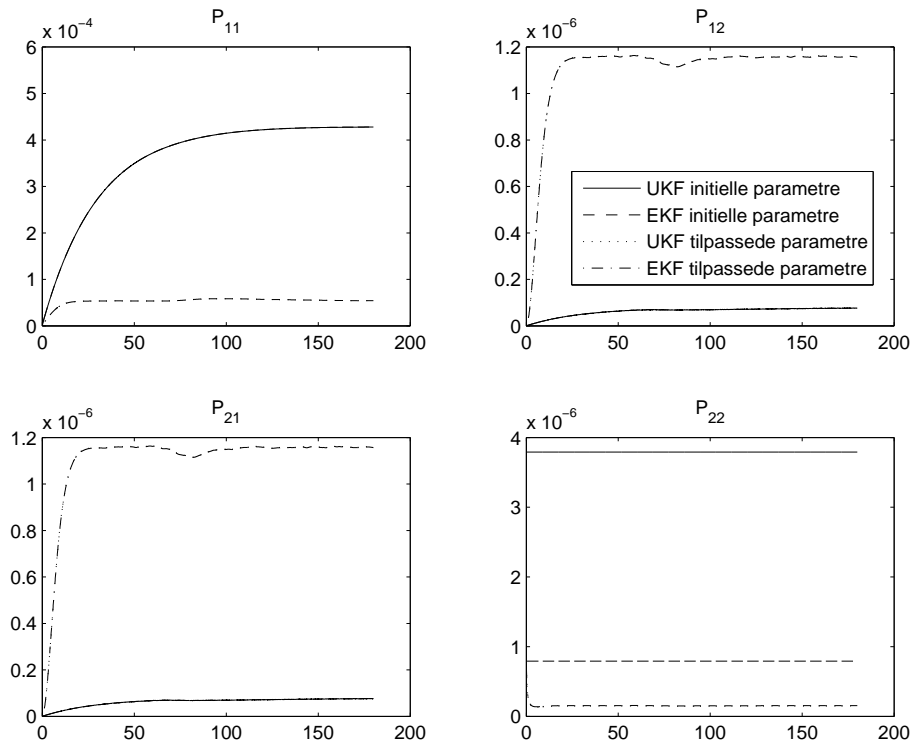 P11
x 10−4
6
4
2
0
0 50 100 150 200
P12
x 10−6
1.2
1
0.8
0.6
0.4
0.2
0
0 50 100 150 200
UKF initielle parametre
EKF initielle parametre
UKF tilpassede parametre
EKF tilpassede parametre
P21
x 10−6
1.2
1
0.8
0.6
0.4
0.2
0
0 50 100 150 200
P22
x 10−6
4
3
2
1
0
0 50 100 150 200